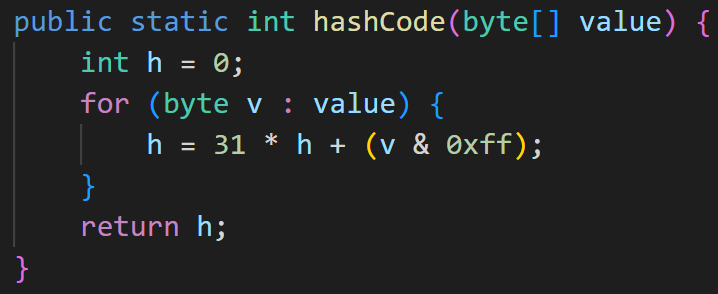 public static int hashCode(byte[] value) {
    int h = 0;
    for (byte v : value) {
        h = 31 * h + (v & 0xff);
    }
    return h;
}